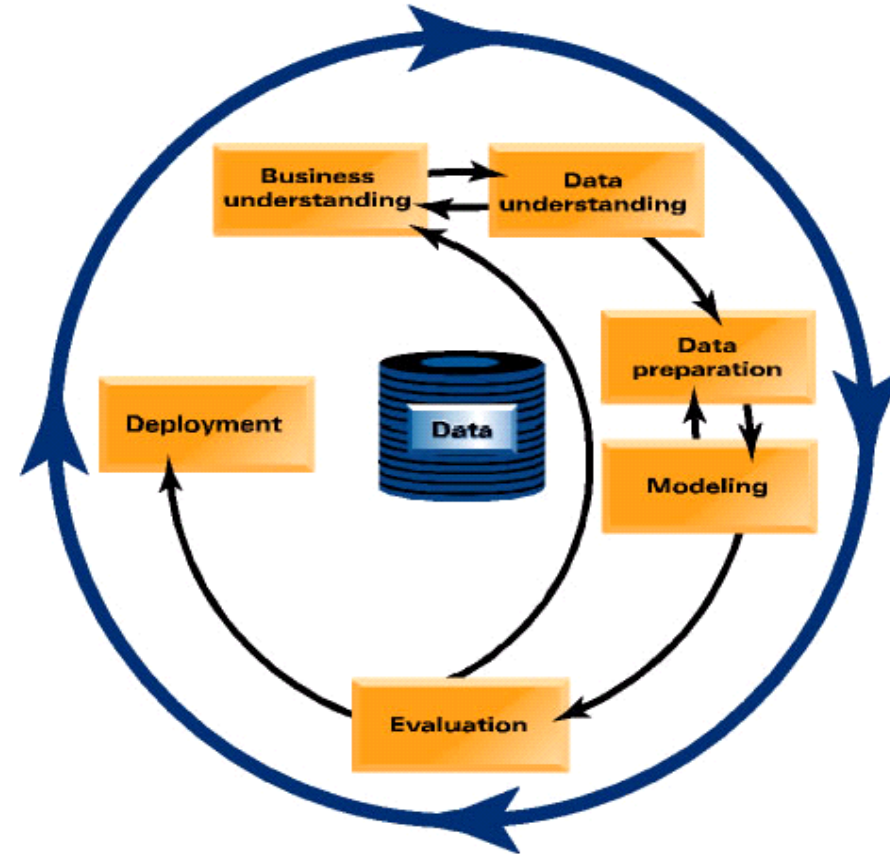 Business
understanding
Data
understanding
Data
preparation
Deployment
Data
Modeling
Evaluation